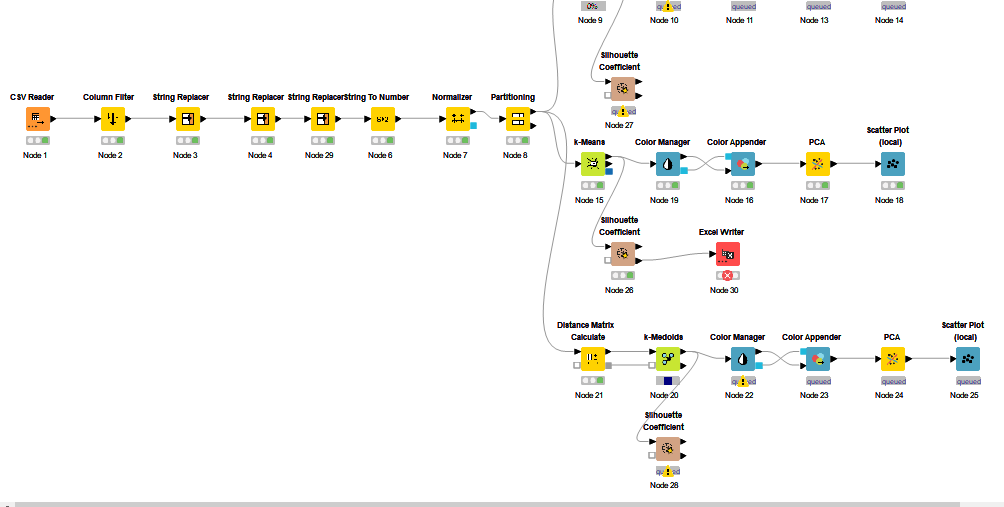 0%
queued
queued
queued
queued
Node 9
Node 10
Node 11
Node 13
Node 14
Silhouette
Coefficient
Node 27
CSV Reader
Node 1
Column Filter
Node 2
String Replacer
Node 3
String Replacer
Node 4
String Replacer
Node 29
String To Number
S→2
Node 6
Normalizer
Node 7
Partitioning
Node 8
k-Means
Node 15
Color Manager
Node 19
Color Appender
Node 16
PCA
Node 17
Scatter Plot
(local)
Node 18
Silhouette
Coefficient
Node 26
Excel Writer
Node 30
Distance Matrix
Calculate
Node 21
k-Medoids
Node 20
Color Manager
queued
Node 22
Color Appender
queued
Node 23
PCA
queued
Node 24
Scatter Plot
(local)
queued
Node 25
Silhouette
Coefficient
queued
Node 28